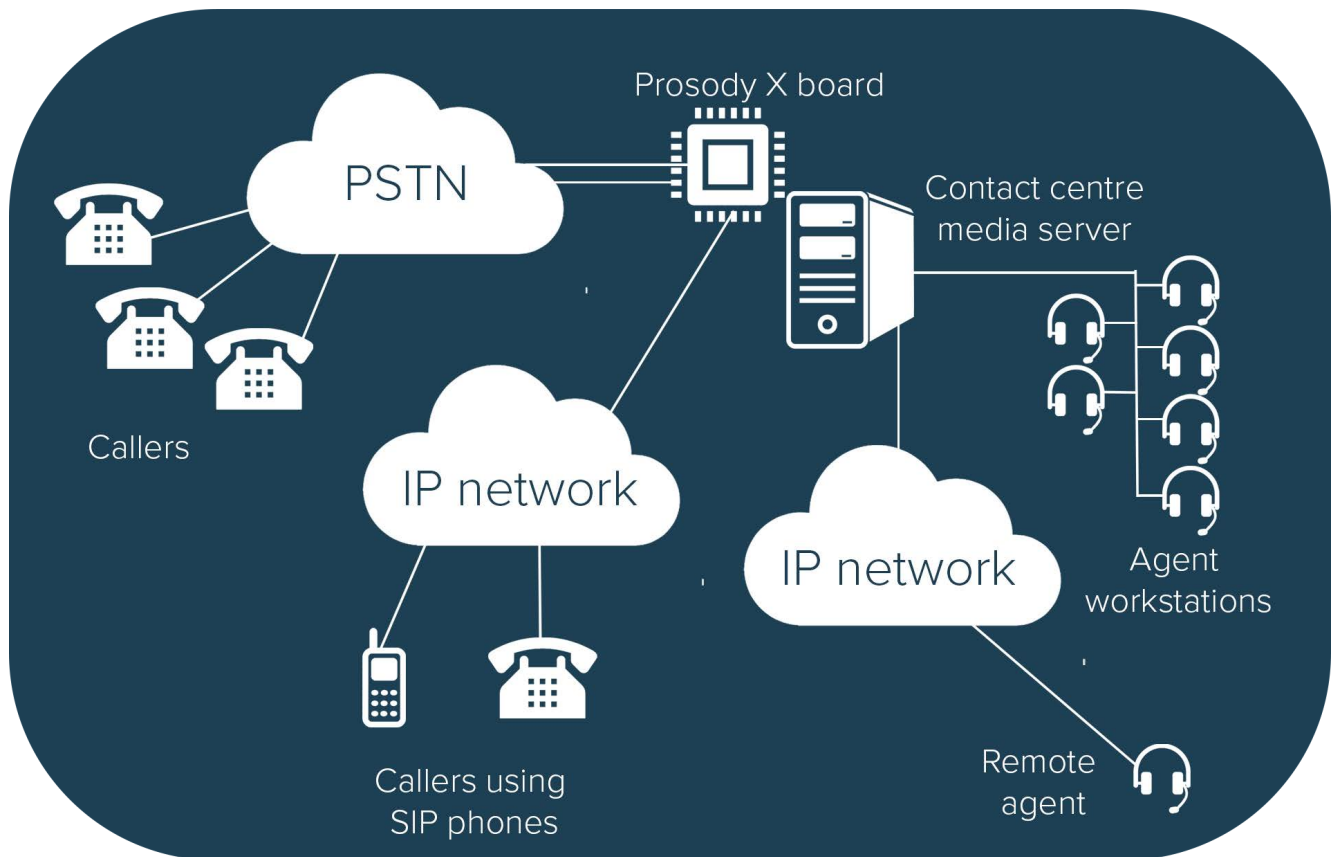 Prosody X board
PSTN
Contact centre
media server
Callers
IP network
IP network
Agent
workstations
Callers using
SIP phones
Remote
agent